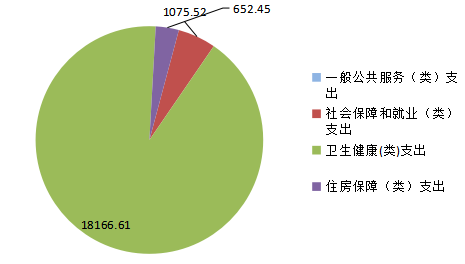 1075.52
652.45
18166.61
一般公共服务（类）支
出
社会保障和就业（类）
支出
卫生健康(类)支出
住房保障（类）支出